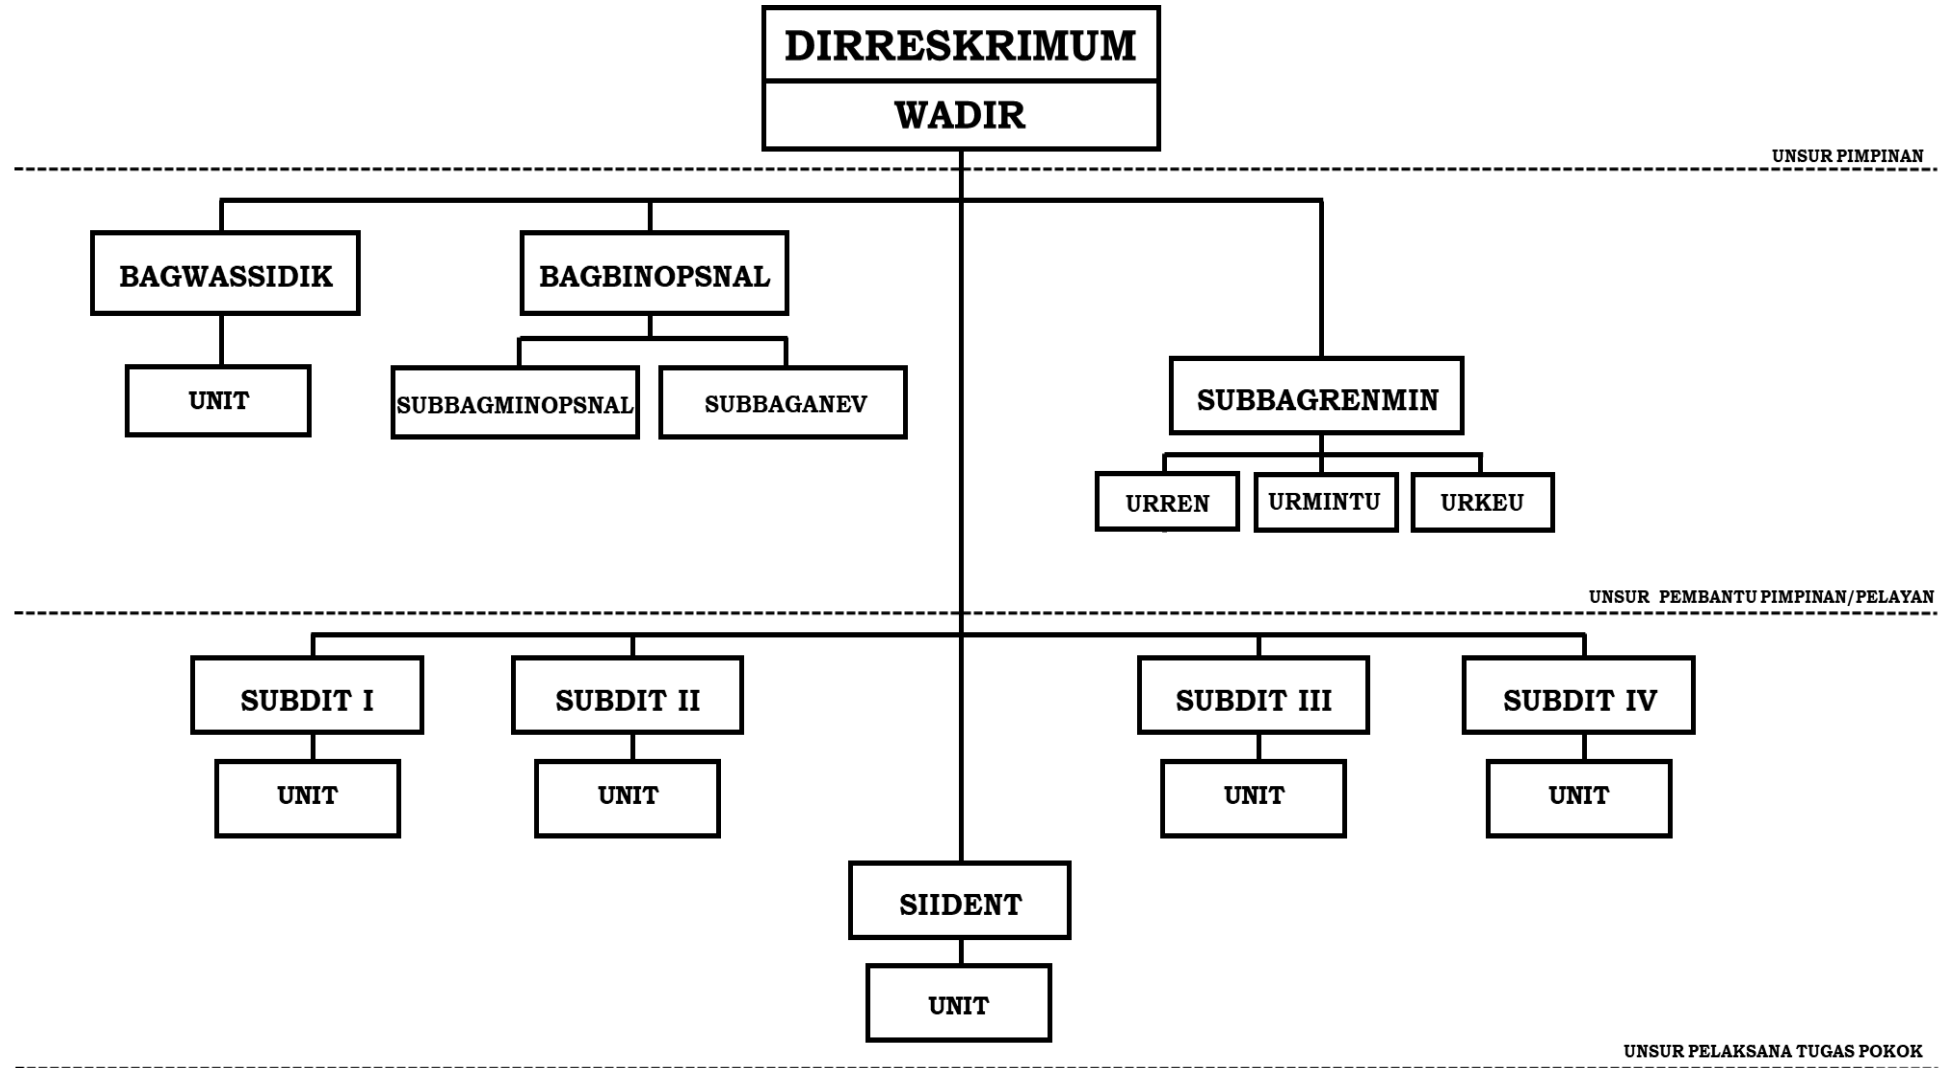 DIRRESKRIMUM
WADIR
UNSUR PIMPINAN
BAGWASSIDIK
BAGBINOPSNAL
UNIT
SUBBAGMINOPSNAL
SUBBAGANEV
SUBBAGRENMIN
URREN
URMINTU
URKEU
UNSUR PEMBANTU PIMPINAN/PELAYAN
SUBDIT I
SUBDIT II
SUBDIT III
SUBDIT IV
UNIT
UNIT
UNIT
UNIT
SIIDENT
UNIT
UNSUR PELAKSANA TUGAS POKOK